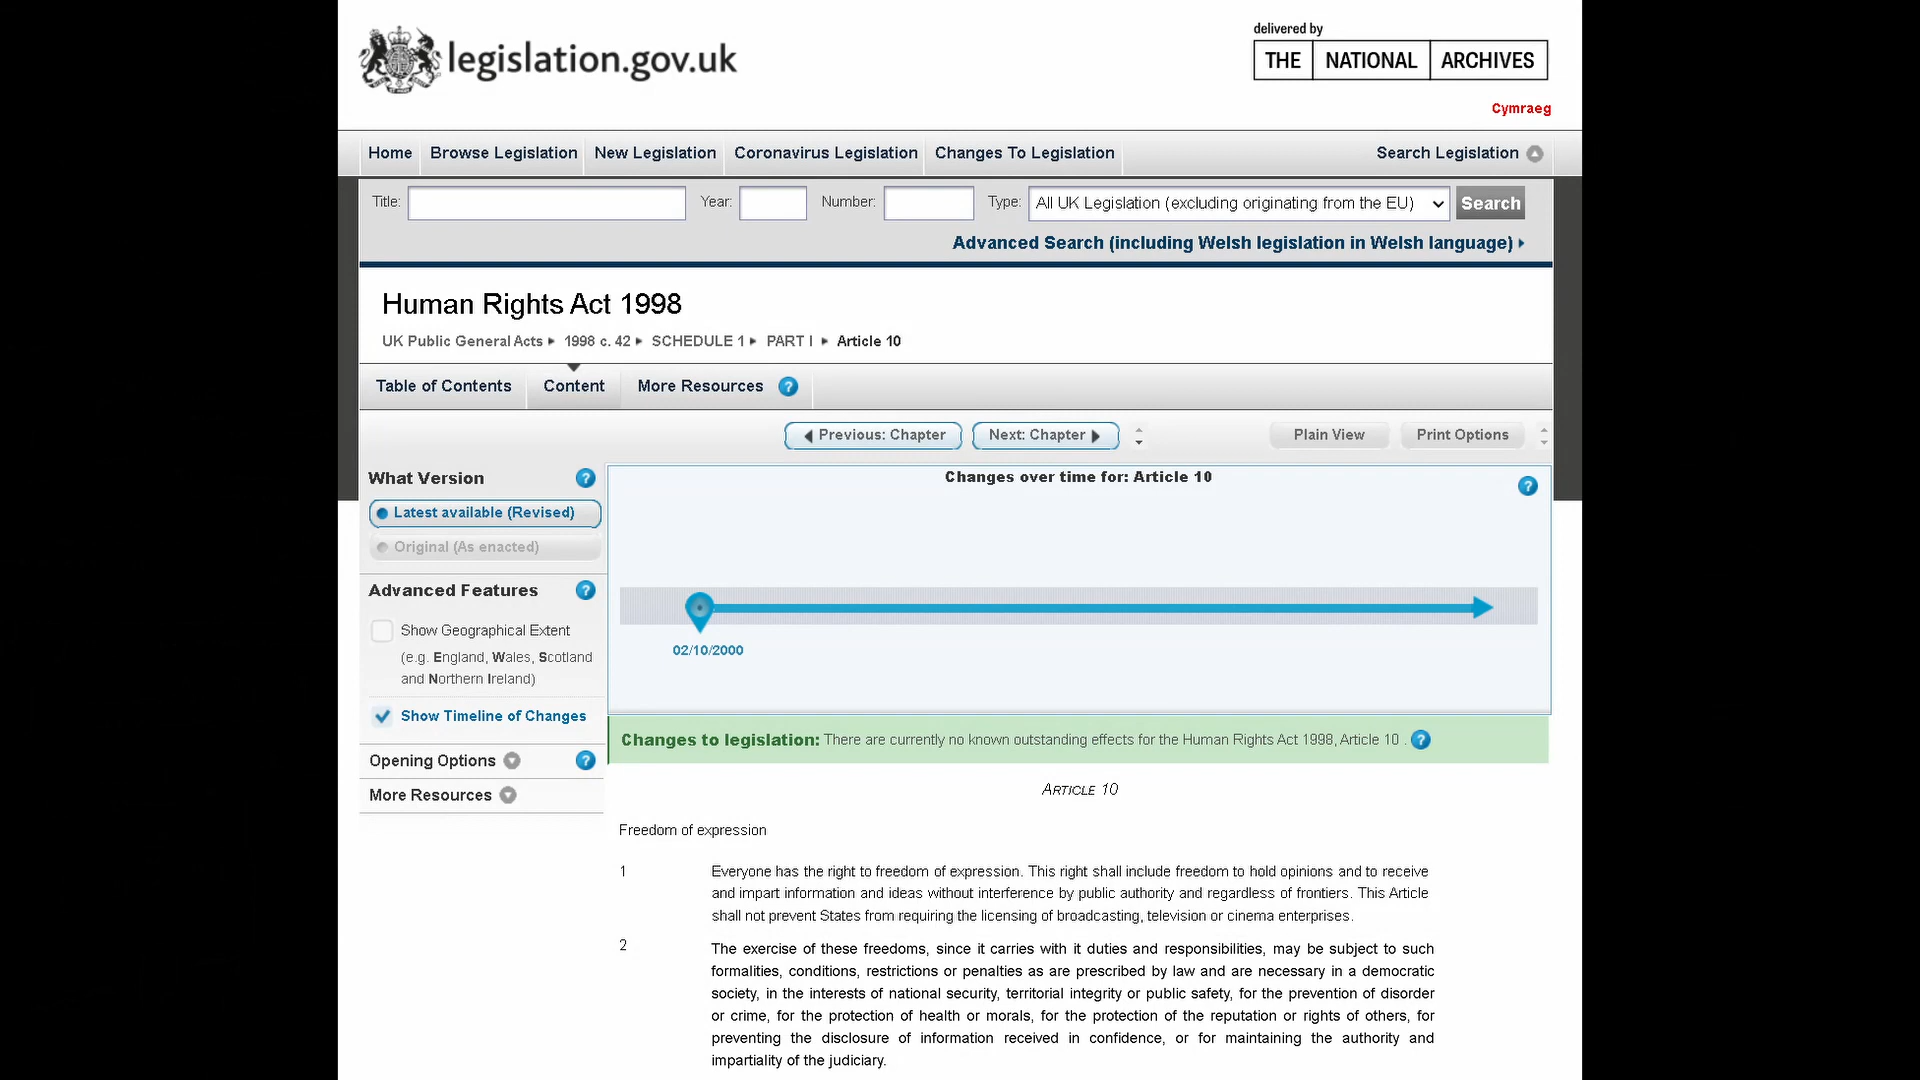 legislation.gov.uk
delivered by
THE NATIONAL ARCHIVES
Cymraeg
Home Browse Legislation New Legislation Coronavirus Legislation Changes To Legislation Search Legislation
Title: Year: Number: Type: All UK Legislation (excluding originating from the EU) Search
Advanced Search (including Welsh legislation in Welsh language)
Human Rights Act 1998
UK Public General Acts 1998 c. 42 SCHEDULE 1 PART I Article 10
Table of Contents Content More Resources ?
Previous: Chapter Next: Chapter Plain View Print Options
What Version ?
Latest available (Revised)
Original (As enacted)
Advanced Features ?
Show Geographical Extent
(e.g. England, Wales, Scotland
and Northern Ireland)
Show Timeline of Changes
Opening Options ?
More Resources
Changes over time for: Article 10 ?
02/10/2000
Changes to legislation: There are currently no known outstanding effects for the Human Rights Act 1998, Article 10 . ?
ARTICLE 10
Freedom of expression
1 Everyone has the right to freedom of expression. This right shall include freedom to hold opinions and to receive
and impart information and ideas without interference by public authority and regardless of frontiers. This Article
shall not prevent States from requiring the licensing of broadcasting, television or cinema enterprises.
2 The exercise of these freedoms, since it carries with it duties and responsibilities, may be subject to such
formalities, conditions, restrictions or penalties as are prescribed by law and are necessary in a democratic
society, in the interests of national security, territorial integrity or public safety, for the prevention of disorder
or crime, for the protection of health or morals, for the protection of the reputation or rights of others, for
preventing the disclosure of information received in confidence, or for maintaining the authority and
impartiality of the judiciary.